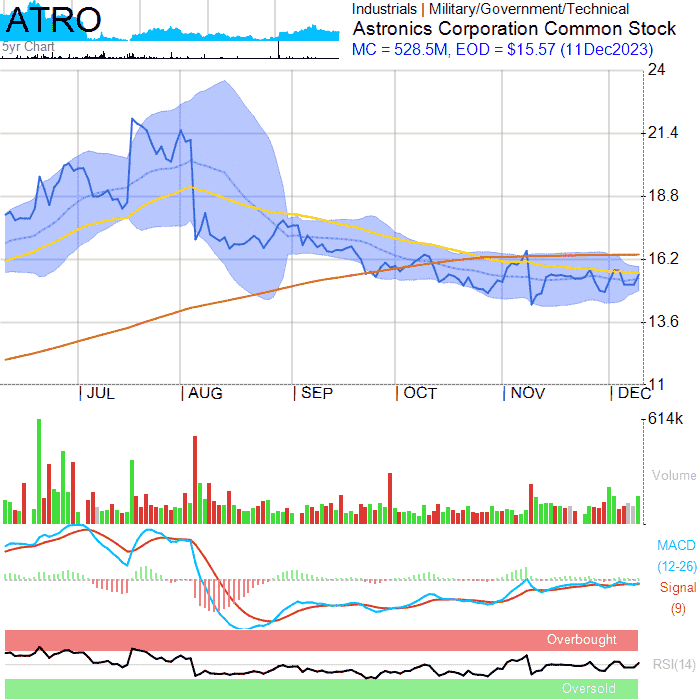 ATRO
5yr Chart
Industrials | Military/Government/Technical
Astronics Corporation Common Stock
MC = 528.5M, EOD = $15.57 (11Dec2023)
24
21.4
18.8
16.2
13.6
11
| JUL | AUG | SEP | OCT | NOV | DEC
614k
Volume
MACD
(12-26)
Signal
(9)
Overbought
RSI(14)
Oversold